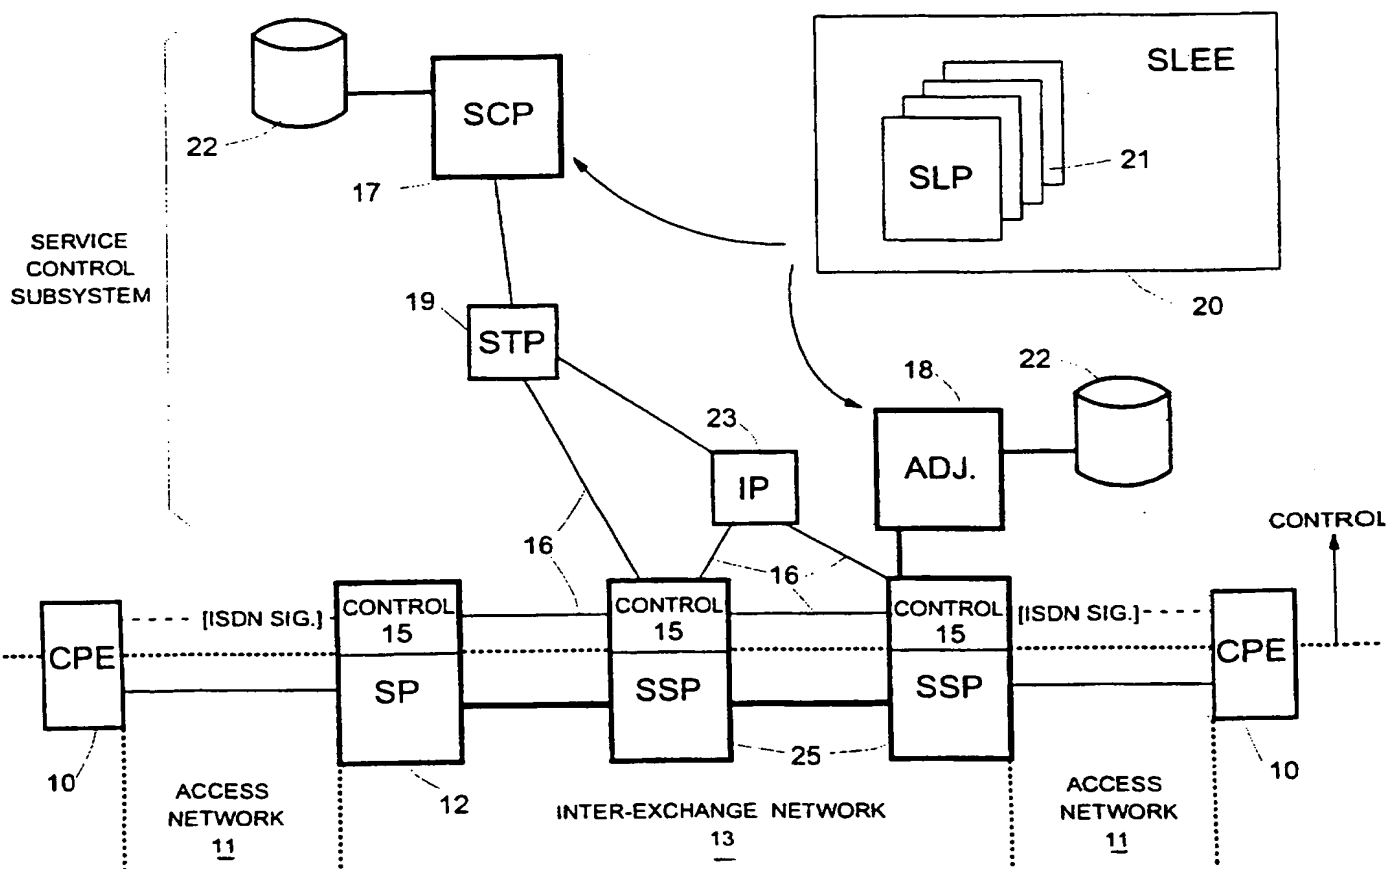 SLEE
SCP
22
21
17
SLP
SERVICE
CONTROL
SUBSYSTEM
19
20
STP
22
18
23
ADJ.
IP
CONTROL
16
16
CONTROL
15
CONTROL
15
CONTROL
15
[ISDN SIG.]
[ISDN SIG.]
CPE
CPE
SP
SSP
SSP
25
10
10
12
ACCESS
NETWORK
11
INTER-EXCHANGE NETWORK
13
ACCESS
NETWORK
11